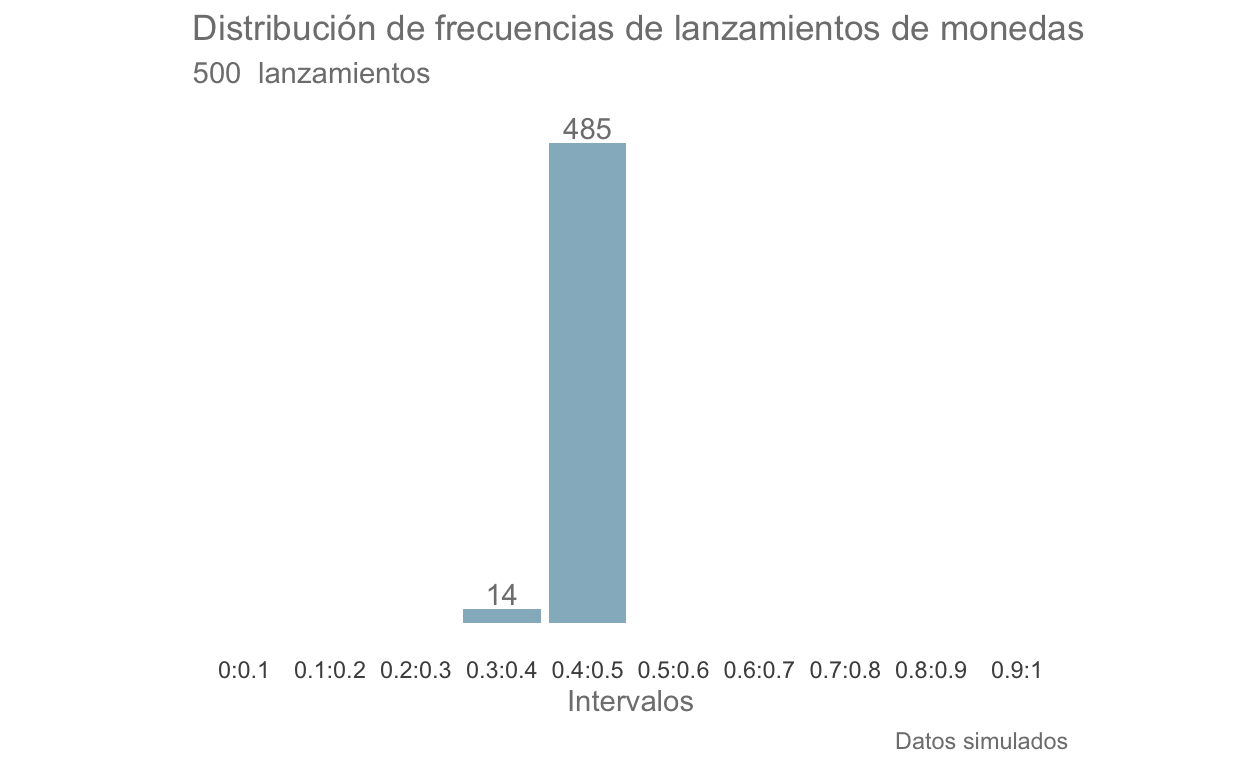 Distribución de frecuencias de lanzamientos de monedas
500 lanzamientos
485
14
0:0.1 0.1:0.2 0.2:0.3 0.3:0.4 0.4:0.5 0.5:0.6 0.6:0.7 0.7:0.8 0.8:0.9 0.9:1
Intervalos
Datos simulados